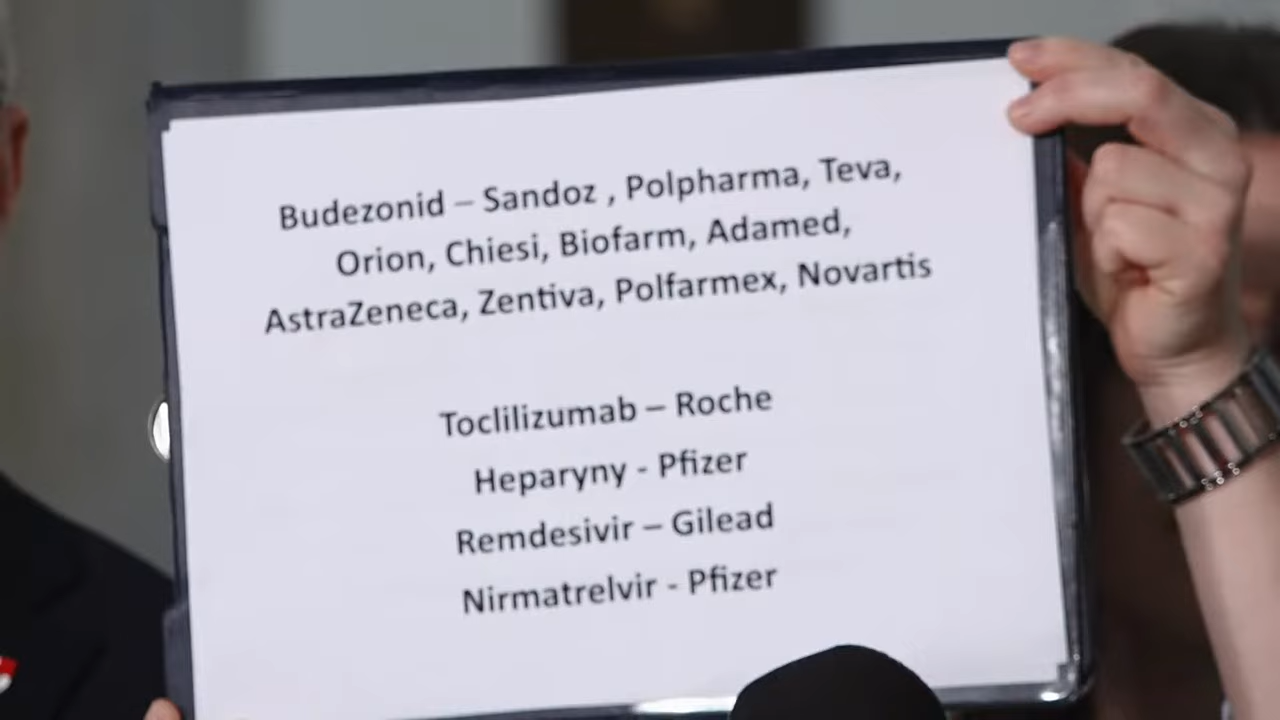 Budezonid – Sandoz , Polpharma, Teva,
Orion, Chiesi, Biofarm, Adamed,
AstraZeneca, Zentiva, Polfarmex, Novartis
Toclilizumab – Roche
Heparyny - Pfizer
Remdesivir – Gilead
Nirmatrelvir - Pfizer